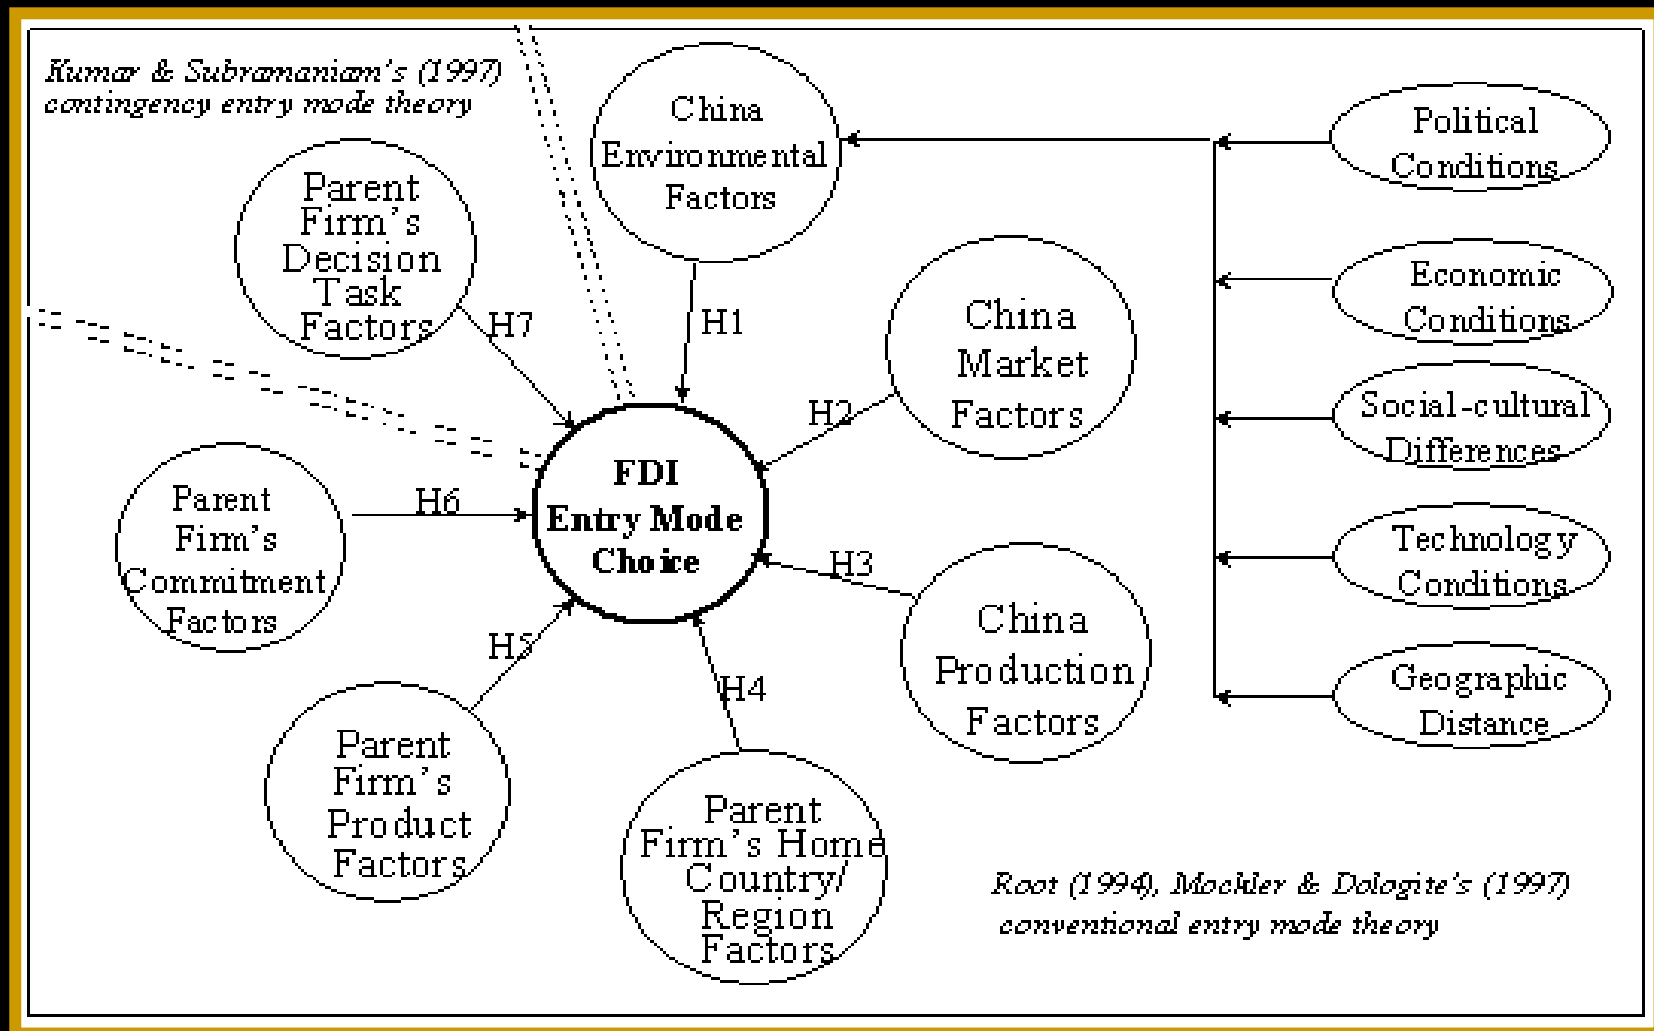 Kumar & Subramaniam's (1997)
contingency entry mode theory
China
Environmental
Factors
Political
Conditions
Parent
Firm's
Decision
Task
Factors
H7
H1
China
Market
Factors
Economic
Conditions
H2
Social-cultural
Differences
FDI
Entry Mode
Choice
Parent
Firm's
Commitment
Factors
H6
H3
Technology
Conditions
China
Production
Factors
H5
H4
Geographic
Distance
Parent
Firm's
Product
Factors
Parent
Firm's Home
Country/
Region
Factors
Root (1994), Mockler & Dologite's (1997)
conventional entry mode theory